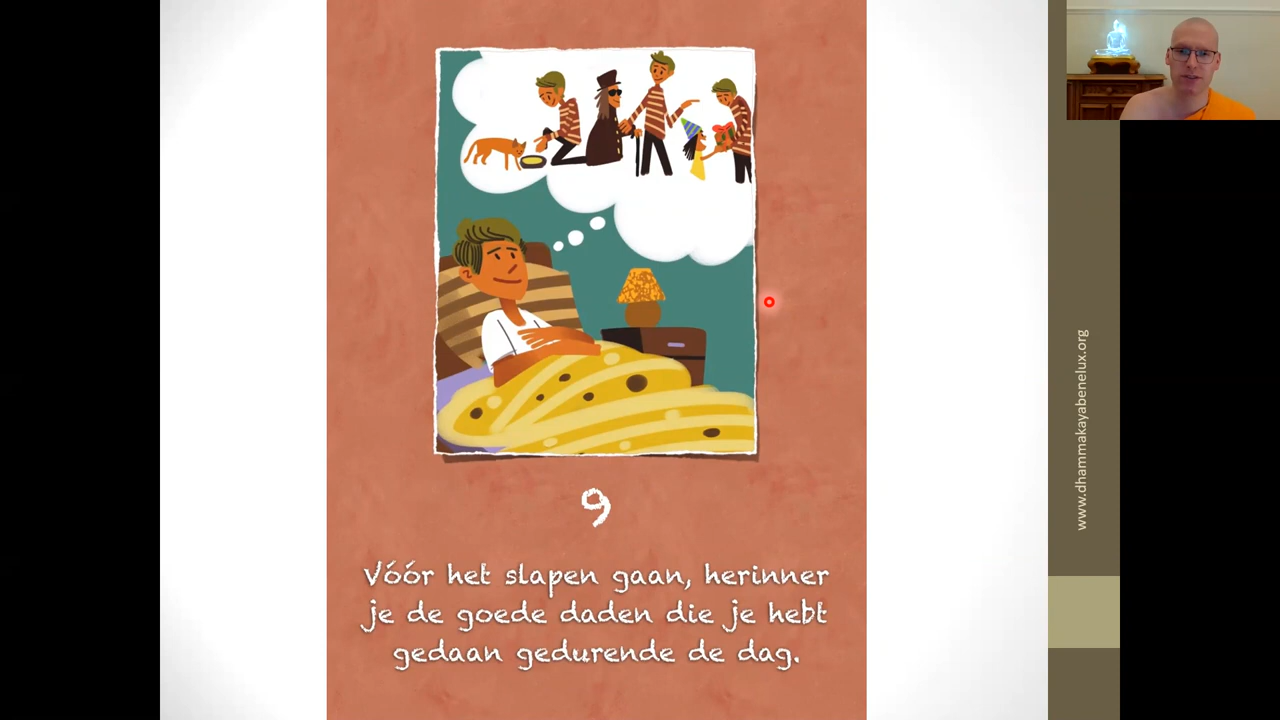 9
Vóór het slapen gaan, herinner
je de goede daden die je hebt
gedaan gedurende de dag.
www.dhammakayabenelux.org